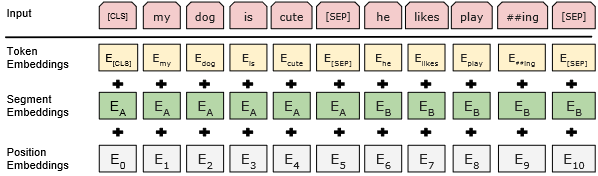 Input [CLS] my dog is cute [SEP] he likes play ##ing [SEP]
Token Embeddings E[CLS] Emy Edog Eis Ecute E[SEP] Ehe Elikes Eplay E##ing E[SEP]
+ + + + + + + + + + +
Segment Embeddings EA EA EA EA EA EA EB EB EB EB EB
+ + + + + + + + + + +
Position Embeddings E0 E1 E2 E3 E4 E5 E6 E7 E8 E9 E10